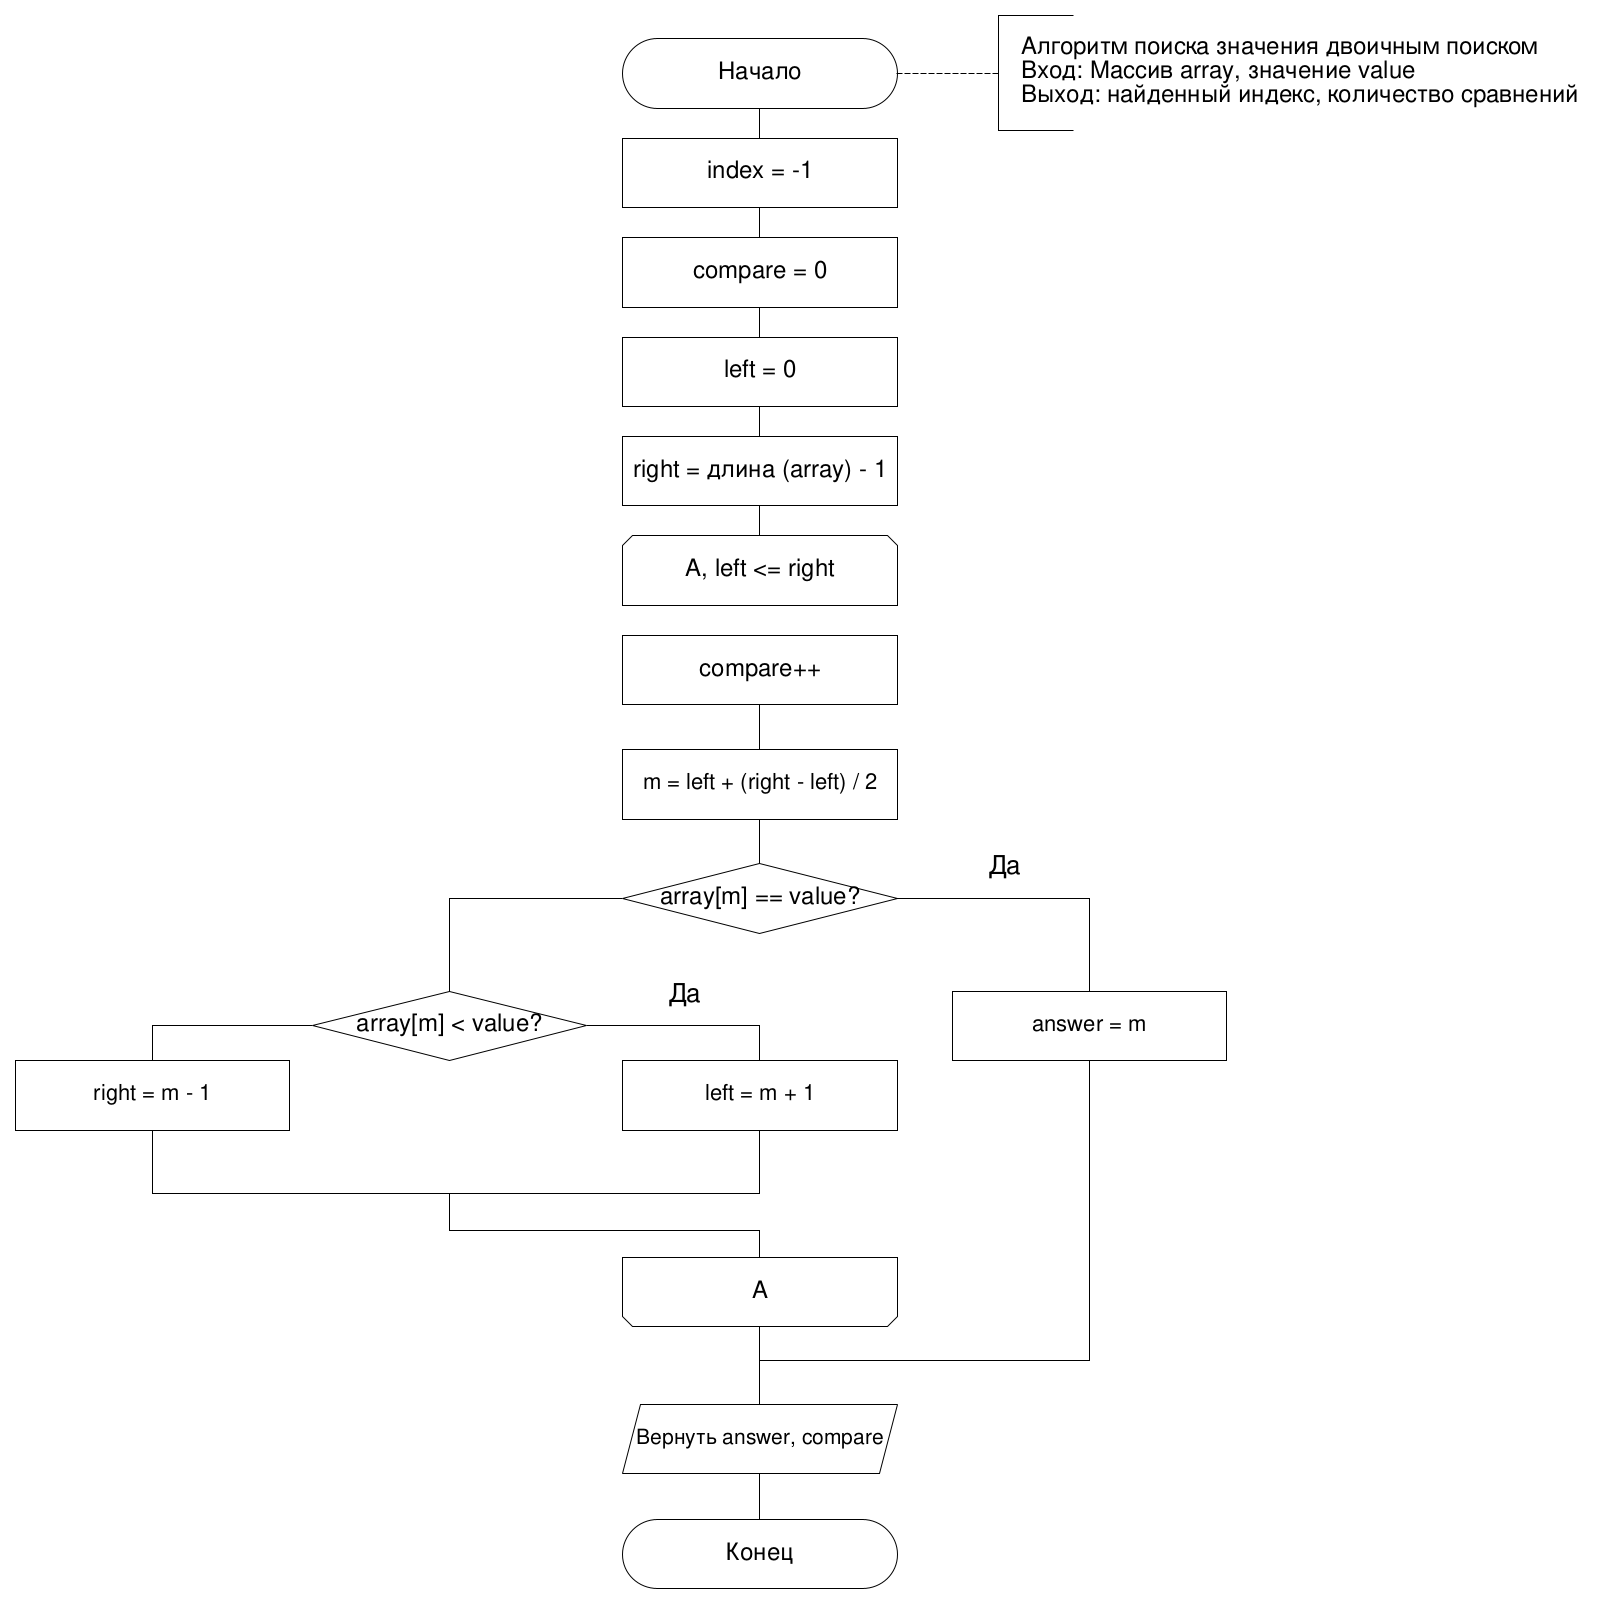 Начало
Алгоритм поиска значения двоичным поиском
Вход: Массив array, значение value
Выход: найденный индекс, количество сравнений
index = -1
compare = 0
left = 0
right = длина (array) - 1
A, left <= right
compare++
m = left + (right - left) / 2
array[m] == value?
Да
array[m] < value?
Да
answer = m
right = m - 1
left = m + 1
A
Вернуть answer, compare
Конец